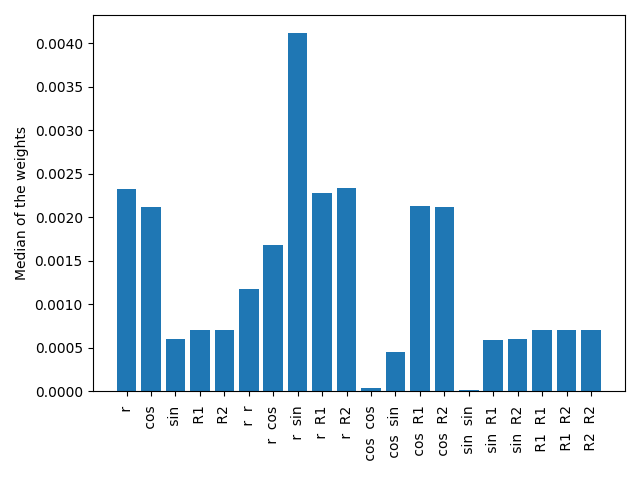 0.0040
0.0035
0.0030
0.0025
0.0020
0.0015
0.0010
0.0005
0.0000
Median of the weights
r
cos
sin
R1
R2
r r
r cos
r sin
r R1
r R2
cos cos
cos sin
cos R1
cos R2
sin sin
sin R1
sin R2
R1 R1
R1 R2
R2 R2